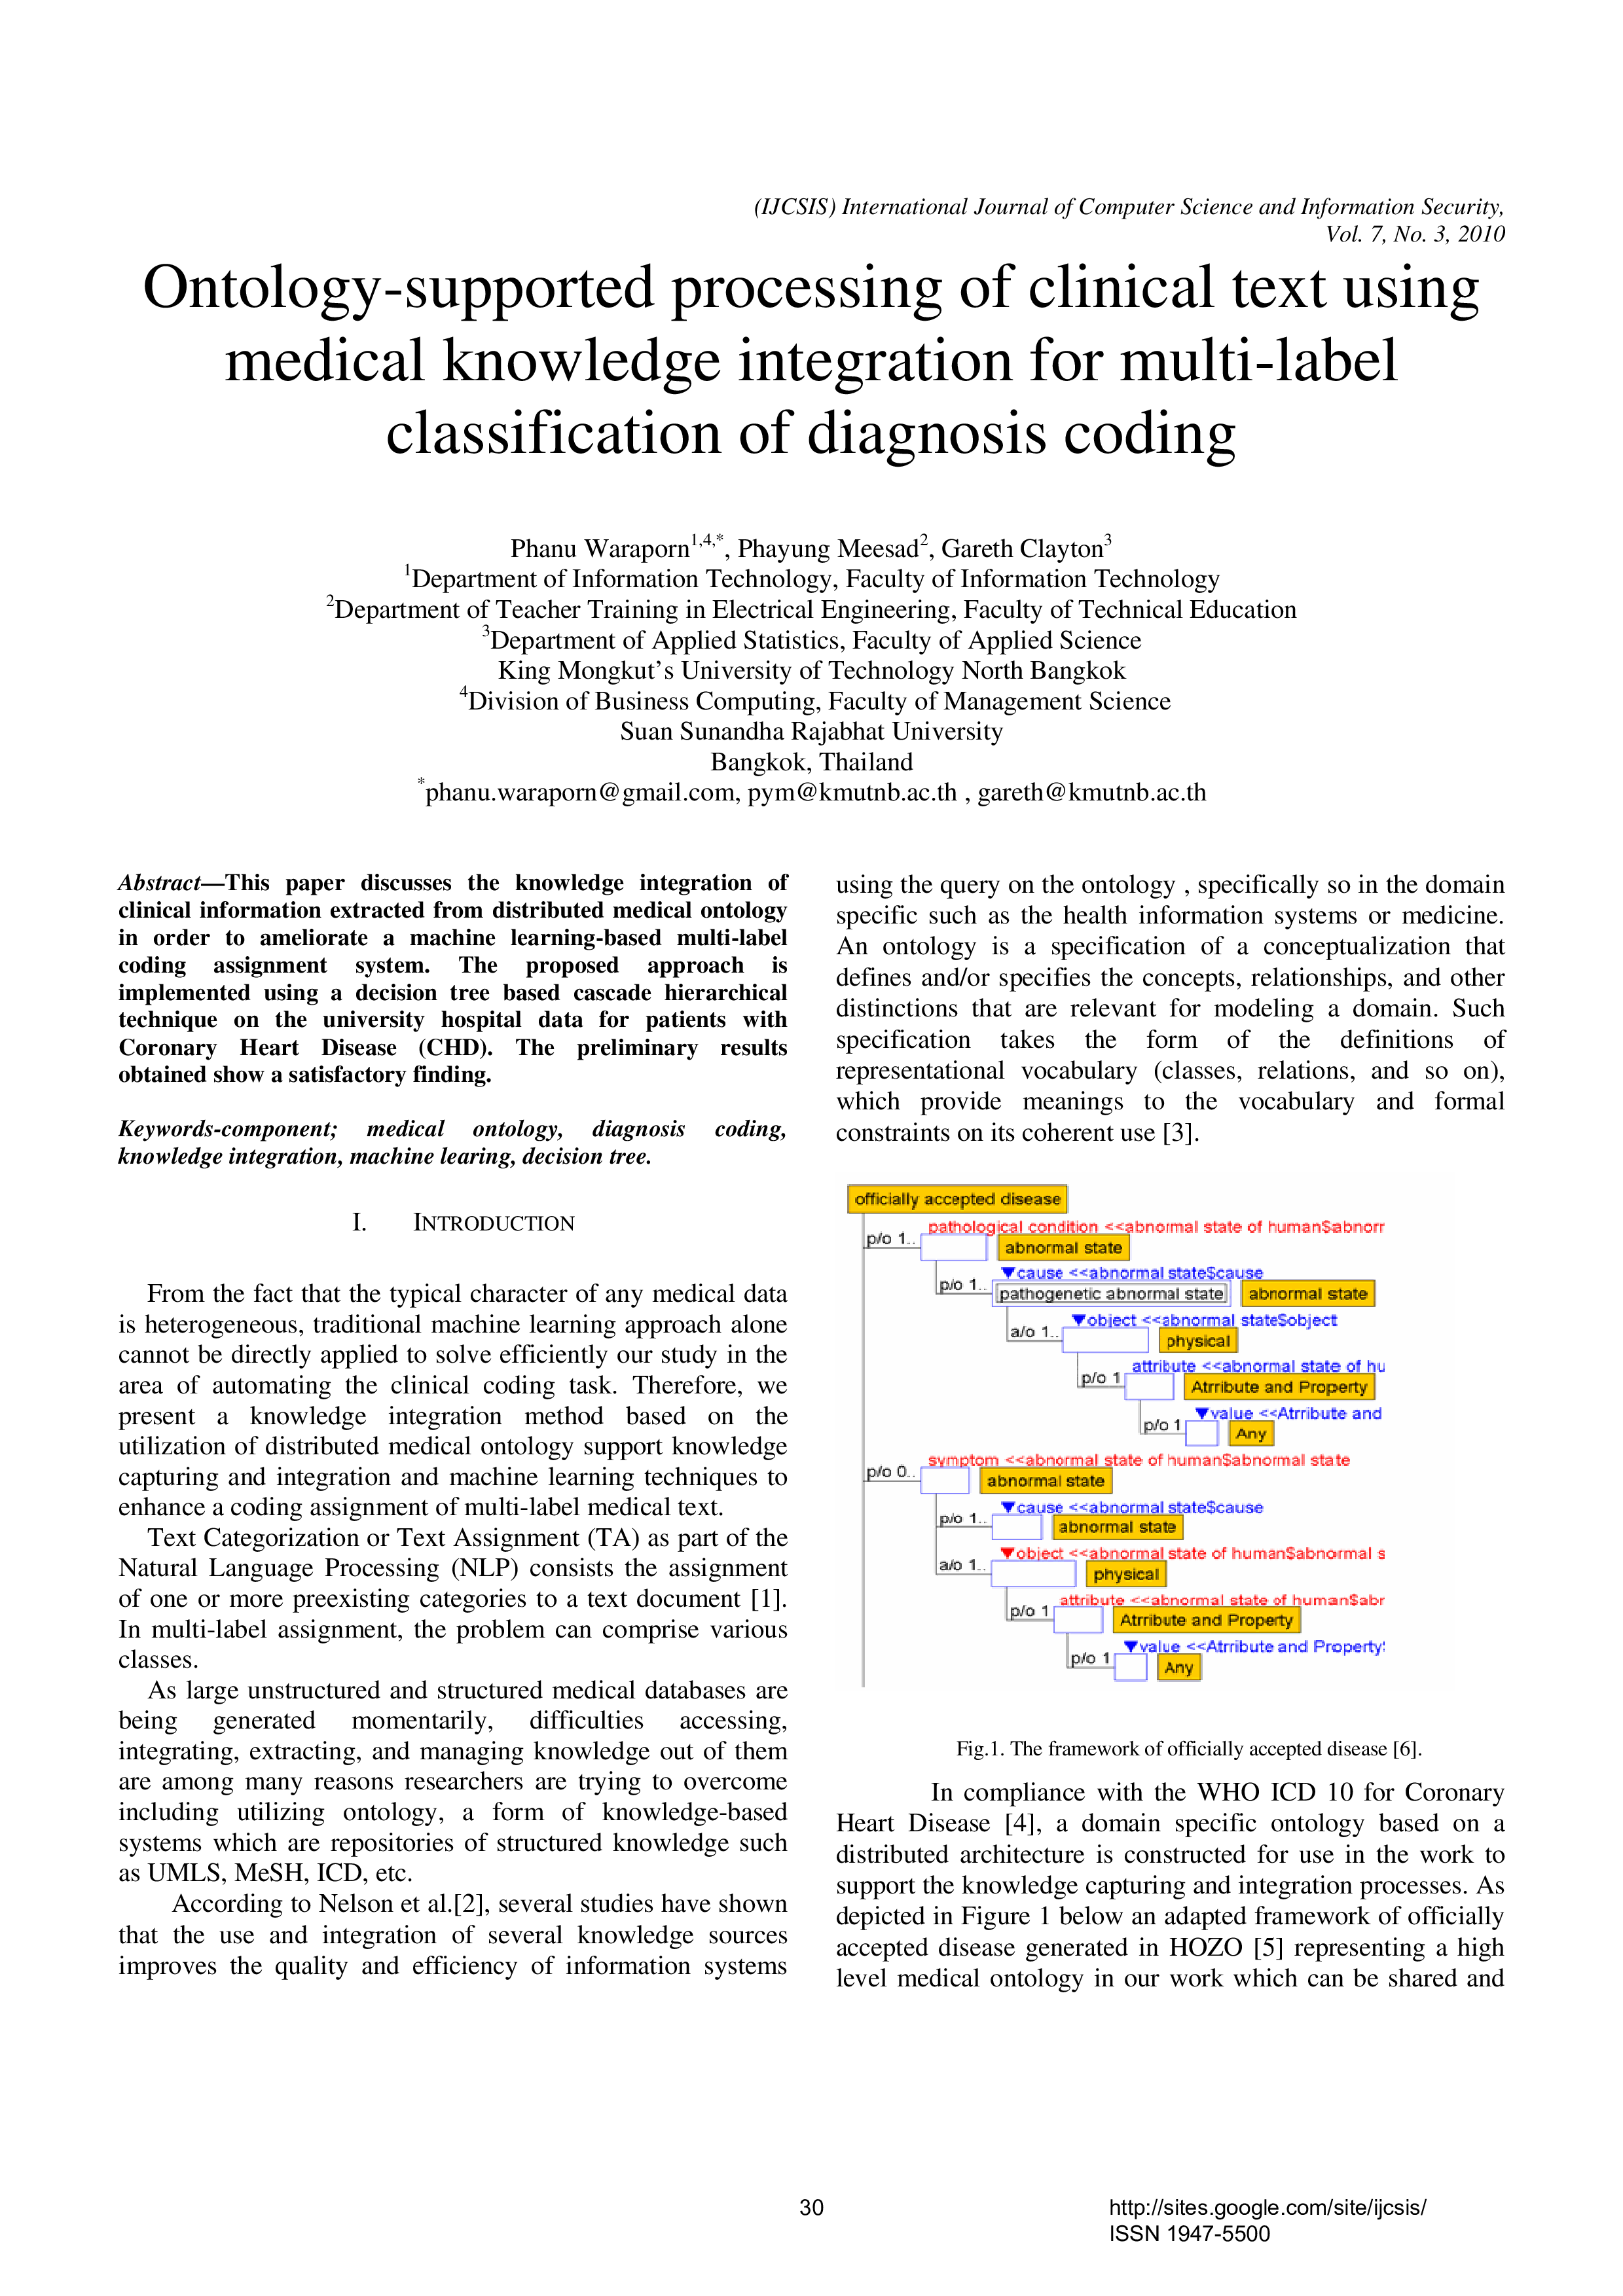 (IJCSIS) International Journal of Computer Science and Information Security,
Vol. 7, No. 3, 2010
Ontology-supported processing of clinical text using
medical knowledge integration for multi-label
classification of diagnosis coding
Phanu Waraporn1,4,*, Phayung Meesad2, Gareth Clayton3
1Department of Information Technology, Faculty of Information Technology
2Department of Teacher Training in Electrical Engineering, Faculty of Technical Education
3Department of Applied Statistics, Faculty of Applied Science
King Mongkut's University of Technology North Bangkok
4Division of Business Computing, Faculty of Management Science
Suan Sunandha Rajabhat University
Bangkok, Thailand
*phanu.waraporn@gmail.com, pym@kmutnb.ac.th , gareth@kmutnb.ac.th
Abstract—This paper discusses the knowledge integration of
clinical information extracted from distributed medical ontology
in order to ameliorate a machine learning-based multi-label
coding assignment system. The proposed approach is
implemented using a decision tree based cascade hierarchical
technique on the university hospital data for patients with
Coronary Heart Disease (CHD). The preliminary results
obtained show a satisfactory finding.
Keywords-component; medical ontology, diagnosis coding,
knowledge integration, machine learing, decision tree.
I. INTRODUCTION
From the fact that the typical character of any medical data
is heterogeneous, traditional machine learning approach alone
cannot be directly applied to solve efficiently our study in the
area of automating the clinical coding task. Therefore, we
present a knowledge integration method based on the
utilization of distributed medical ontology support knowledge
capturing and integration and machine learning techniques to
enhance a coding assignment of multi-label medical text.
Text Categorization or Text Assignment (TA) as part of the
Natural Language Processing (NLP) consists the assignment
of one or more preexisting categories to a text document [1].
In multi-label assignment, the problem can comprise various
classes.
As large unstructured and structured medical databases are
being generated momentarily, difficulties accessing,
integrating, extracting, and managing knowledge out of them
are among many reasons researchers are trying to overcome
including utilizing ontology, a form of knowledge-based
systems which are repositories of structured knowledge such
as UMLS, MeSH, ICD, etc.
According to Nelson et al.[2], several studies have shown
that the use and integration of several knowledge sources
improves the quality and efficiency of information systems
using the query on the ontology , specifically so in the domain
specific such as the health information systems or medicine.
An ontology is a specification of a conceptualization that
defines and/or specifies the concepts, relationships, and other
distinctions that are relevant for modeling a domain. Such
specification takes the form of the definitions of
representational vocabulary (classes, relations, and so on),
which provide meanings to the vocabulary and formal
constraints on its coherent use [3].
officially accepted disease
pathological condition <<abnormal state of human$abnorr
p/o 1.. abnormal state
▼cause <<abnormal state$cause
p/o 1.. pathogenetic abnormal state abnormal state
▼object <<abnormal state$object
a/o 1.. physical
attribute <<abnormal state of hu
p/o 1 Atrribute and Property
▼value <<Atrribute and
p/o 1 Any
symptom <<abnormal state of human$abnormal state
p/o 0.. abnormal state
▼cause <<abnormal state$cause
p/o 1.. abnormal state
▼object <<abnormal state of human$abnormal s
a/o 1.. physical
attribute <<abnormal state of human$abr
p/o 1 Atrribute and Property
▼value <<Atrribute and Property:
p/o 1 Any
Fig.1. The framework of officially accepted disease [6].
In compliance with the WHO ICD 10 for Coronary
Heart Disease [4], a domain specific ontology based on a
distributed architecture is constructed for use in the work to
support the knowledge capturing and integration processes. As
depicted in Figure 1 below an adapted framework of officially
accepted disease generated in HOZO [5] representing a high
level medical ontology in our work which can be shared and
30
http://sites.google.com/site/ijcsis/
ISSN 1947-5500